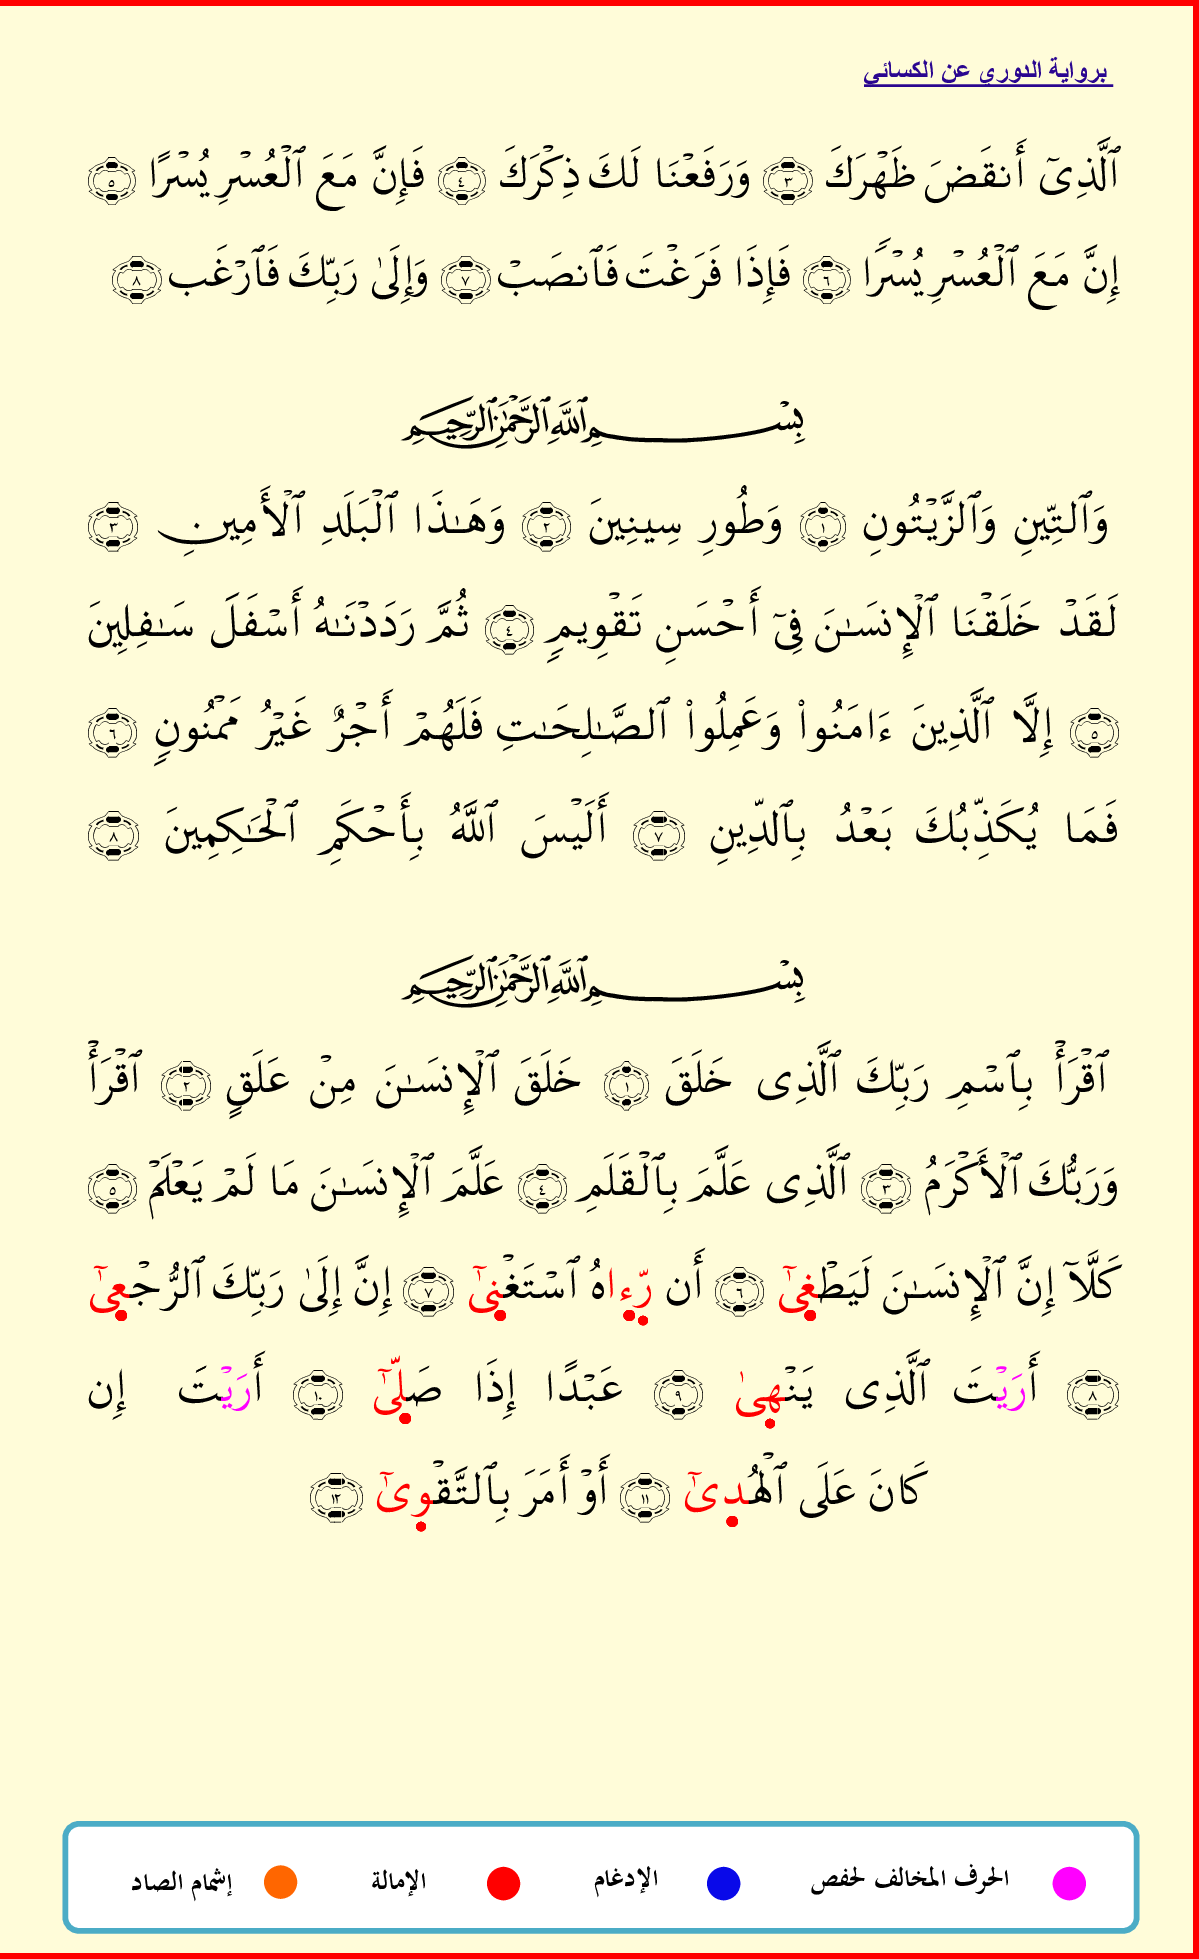 برواية الدوري عن الكسائي
ٱلَّذِىٓ أَنقَضَ ظَهْرَكَ ٣ وَرَفَعْنَا لَكَ ذِكْرَكَ ٤ فَإِنَّ مَعَ ٱلْعُسْرِ يُسْرًا ٥
إِنَّ مَعَ ٱلْعُسْرِ يُسْرًا ٦ فَإِذَا فَرَغْتَ فَٱنصَبْ ٧ وَإِلَىٰ رَبِّكَ فَٱرْغَب ٨
بِسْمِ ٱللَّهِ ٱلرَّحْمَٰنِ ٱلرَّحِيمِ
وَٱلتِّينِ وَٱلزَّيْتُونِ ١ وَطُورِ سِينِينَ ٢ وَهَـٰذَا ٱلْبَلَدِ ٱلْأَمِينِ ٣
لَقَدْ خَلَقْنَا ٱلْإِنسَـٰنَ فِىٓ أَحْسَنِ تَقْوِيمٍ ٤ ثُمَّ رَدَدْنَـٰهُ أَسْفَلَ سَـٰفِلِينَ
٥ إِلَّا ٱلَّذِينَ ءَامَنُوا۟ وَعَمِلُوا۟ ٱلصَّـٰلِحَـٰتِ فَلَهُمْ أَجْرٌ غَيْرُ مَمْنُونٍ ٦
فَمَا يُكَذِّبُكَ بَعْدُ بِٱلدِّينِ ٧ أَلَيْسَ ٱللَّهُ بِأَحْكَمِ ٱلْحَـٰكِمِينَ ٨
بِسْمِ ٱللَّهِ ٱلرَّحْمَٰنِ ٱلرَّحِيمِ
ٱقْرَأْ بِٱسْمِ رَبِّكَ ٱلَّذِى خَلَقَ ١ خَلَقَ ٱلْإِنسَـٰنَ مِنْ عَلَقٍ ٢ ٱقْرَأْ
وَرَبُّكَ ٱلْأَكْرَمُ ٣ ٱلَّذِى عَلَّمَ بِٱلْقَلَمِ ٤ عَلَّمَ ٱلْإِنسَـٰنَ مَا لَمْ يَعْلَمْ ٥
كَلَّآ إِنَّ ٱلْإِنسَـٰنَ لَيَطْغِىٓ ٦ أَن رِّءِاهُ ٱسْتَغْنِىٓ ٧ إِنَّ إِلَىٰ رَبِّكَ ٱلرُّجْعِىٓ
٨ أَرَيْتَ ٱلَّذِى يَنْهِىٰ ٩ عَبْدًا إِذَا صَلِّىٓ ١٠ أَرَيْتَ إِن
كَانَ عَلَى ٱلْهُدِىٓ ١١ أَوْ أَمَرَ بِٱلتَّقْوِىٓ ١٢
الحرف المخالف لحفص الإدغام الإمالة إشمام الصاد